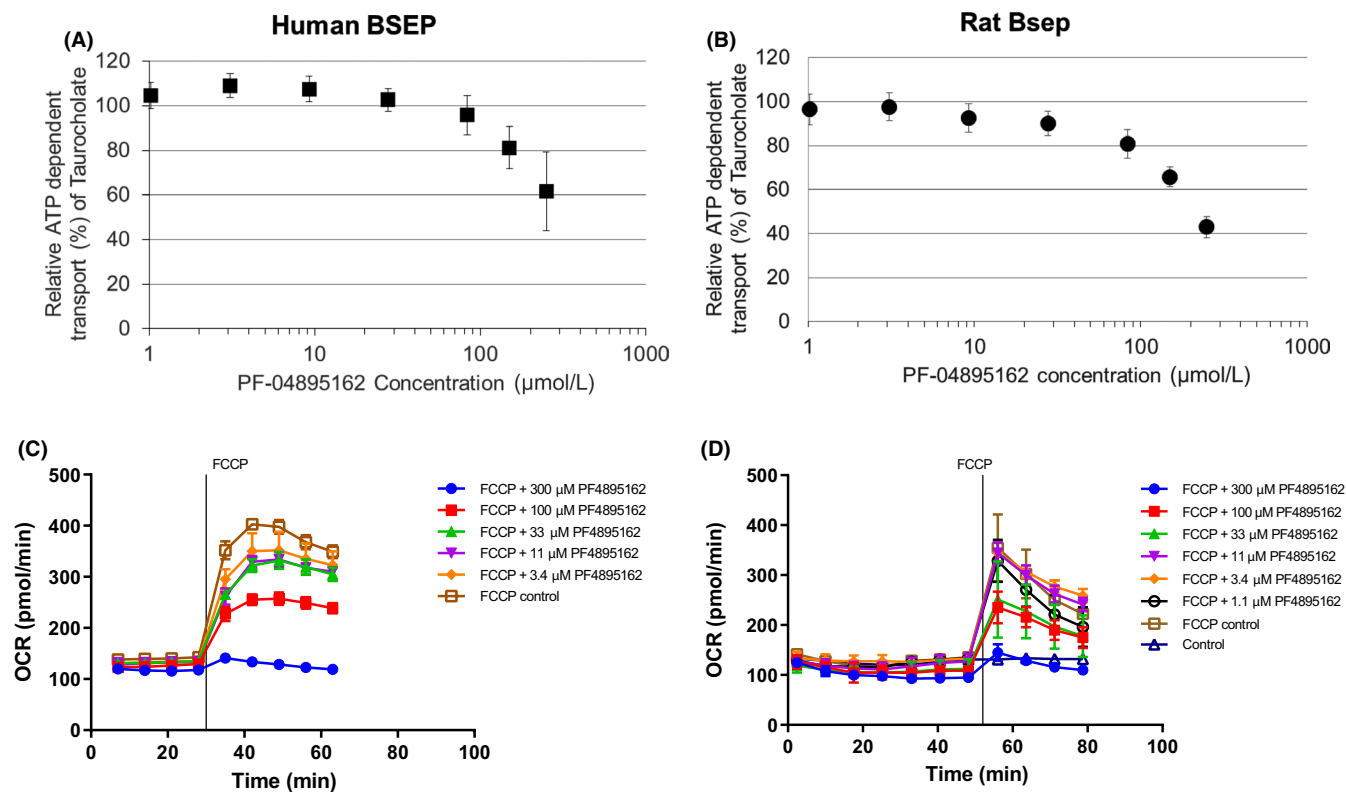 Human BSEP
(A)
Relative ATP dependent
transport (%) of Taurocholate
120
100
80
60
40
20
0
1
10
100
1000
PF-04895162 Concentration (µmol/L)
Rat Bsep
(B)
Relative ATP depdendent
transport (%) of Taurocholate
120
100
80
60
40
20
0
1
10
100
1000
PF-04895162 concentration (µmol/L)
(C)
FCCP
OCR (pmol/min)
500
400
300
200
100
0
0
20
40
60
80
100
Time (min)
FCCP + 300 µM PF4895162
FCCP + 100 µM PF4895162
FCCP + 33 µM PF4895162
FCCP + 11 µM PF4895162
FCCP + 3.4 µM PF4895162
FCCP control
(D)
FCCP
OCR (pmol/min)
500
400
300
200
100
0
0
20
40
60
80
100
Time (min)
FCCP + 300 µM PF4895162
FCCP + 100 µM PF4895162
FCCP + 33 µM PF4895162
FCCP + 11 µM PF4895162
FCCP + 3.4 µM PF4895162
FCCP + 1.1 µM PF4895162
FCCP control
Control